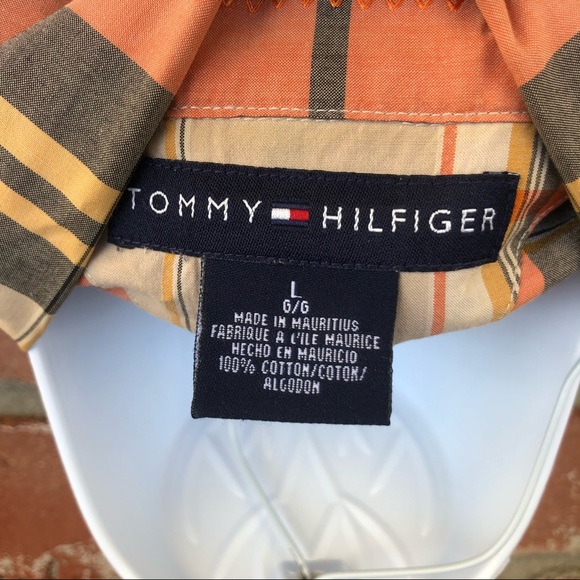 TOMMY HILFIGER
L
G/G
MADE IN MAURITIUS
FABRIQUE A L'ILE MAURICE
HECHO EN MAURICIO
100% COTTON/COTON/
ALGODON